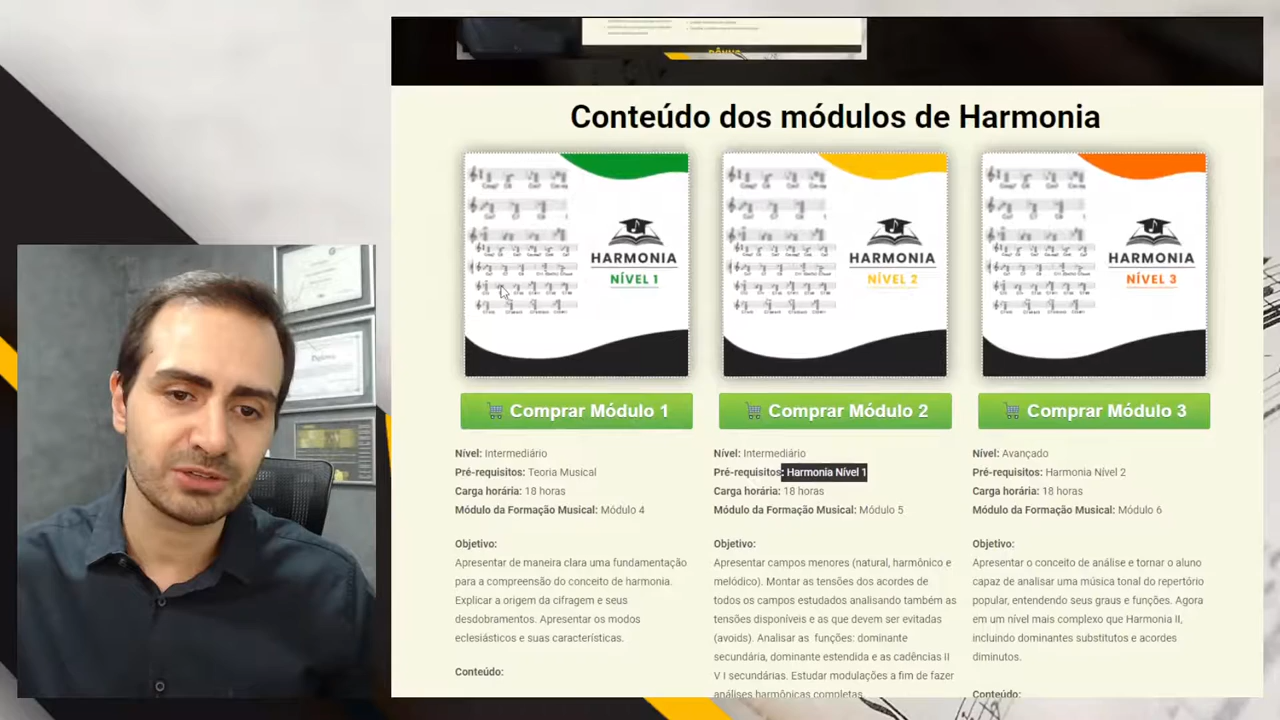 Conteúdo dos módulos de Harmonia
HARMONIA
NÍVEL 1
HARMONIA
NÍVEL 2
HARMONIA
NÍVEL 3
Comprar Módulo 1
Comprar Módulo 2
Comprar Módulo 3
Nível: Intermediário
Pré-requisitos: Teoria Musical
Carga horária: 18 horas
Módulo da Formação Musical: Módulo 4
Objetivo:
Apresentar de maneira clara uma fundamentação
para a compreensão do conceito de harmonia.
Explicar a origem da cifragem e seus
desdobramentos. Apresentar os modos
eclesiásticos e suas características.
Conteúdo:
Nível: Intermediário
Pré-requisitos: Harmonia Nível 1
Carga horária: 18 horas
Módulo da Formação Musical: Módulo 5
Objetivo:
Apresentar campos menores (natural, harmônico e
melódico). Montar as tensões dos acordes de
todos os campos estudados analisando também as
tensões disponíveis e as que devem ser evitadas
(avoids). Analisar as funções: dominante
secundária, dominante estendida e as cadências II
V I secundárias. Estudar modulações a fim de fazer
análises harmônicas completas.
Nível: Avançado
Pré-requisitos: Harmonia Nível 2
Carga horária: 18 horas
Módulo da Formação Musical: Módulo 6
Objetivo:
Apresentar o conceito de análise e tornar o aluno
capaz de analisar uma música tonal do repertório
popular, entendendo seus graus e funções. Agora
em um nível mais complexo que Harmonia II,
incluindo dominantes substitutos e acordes
diminutos.
Conteúdo: